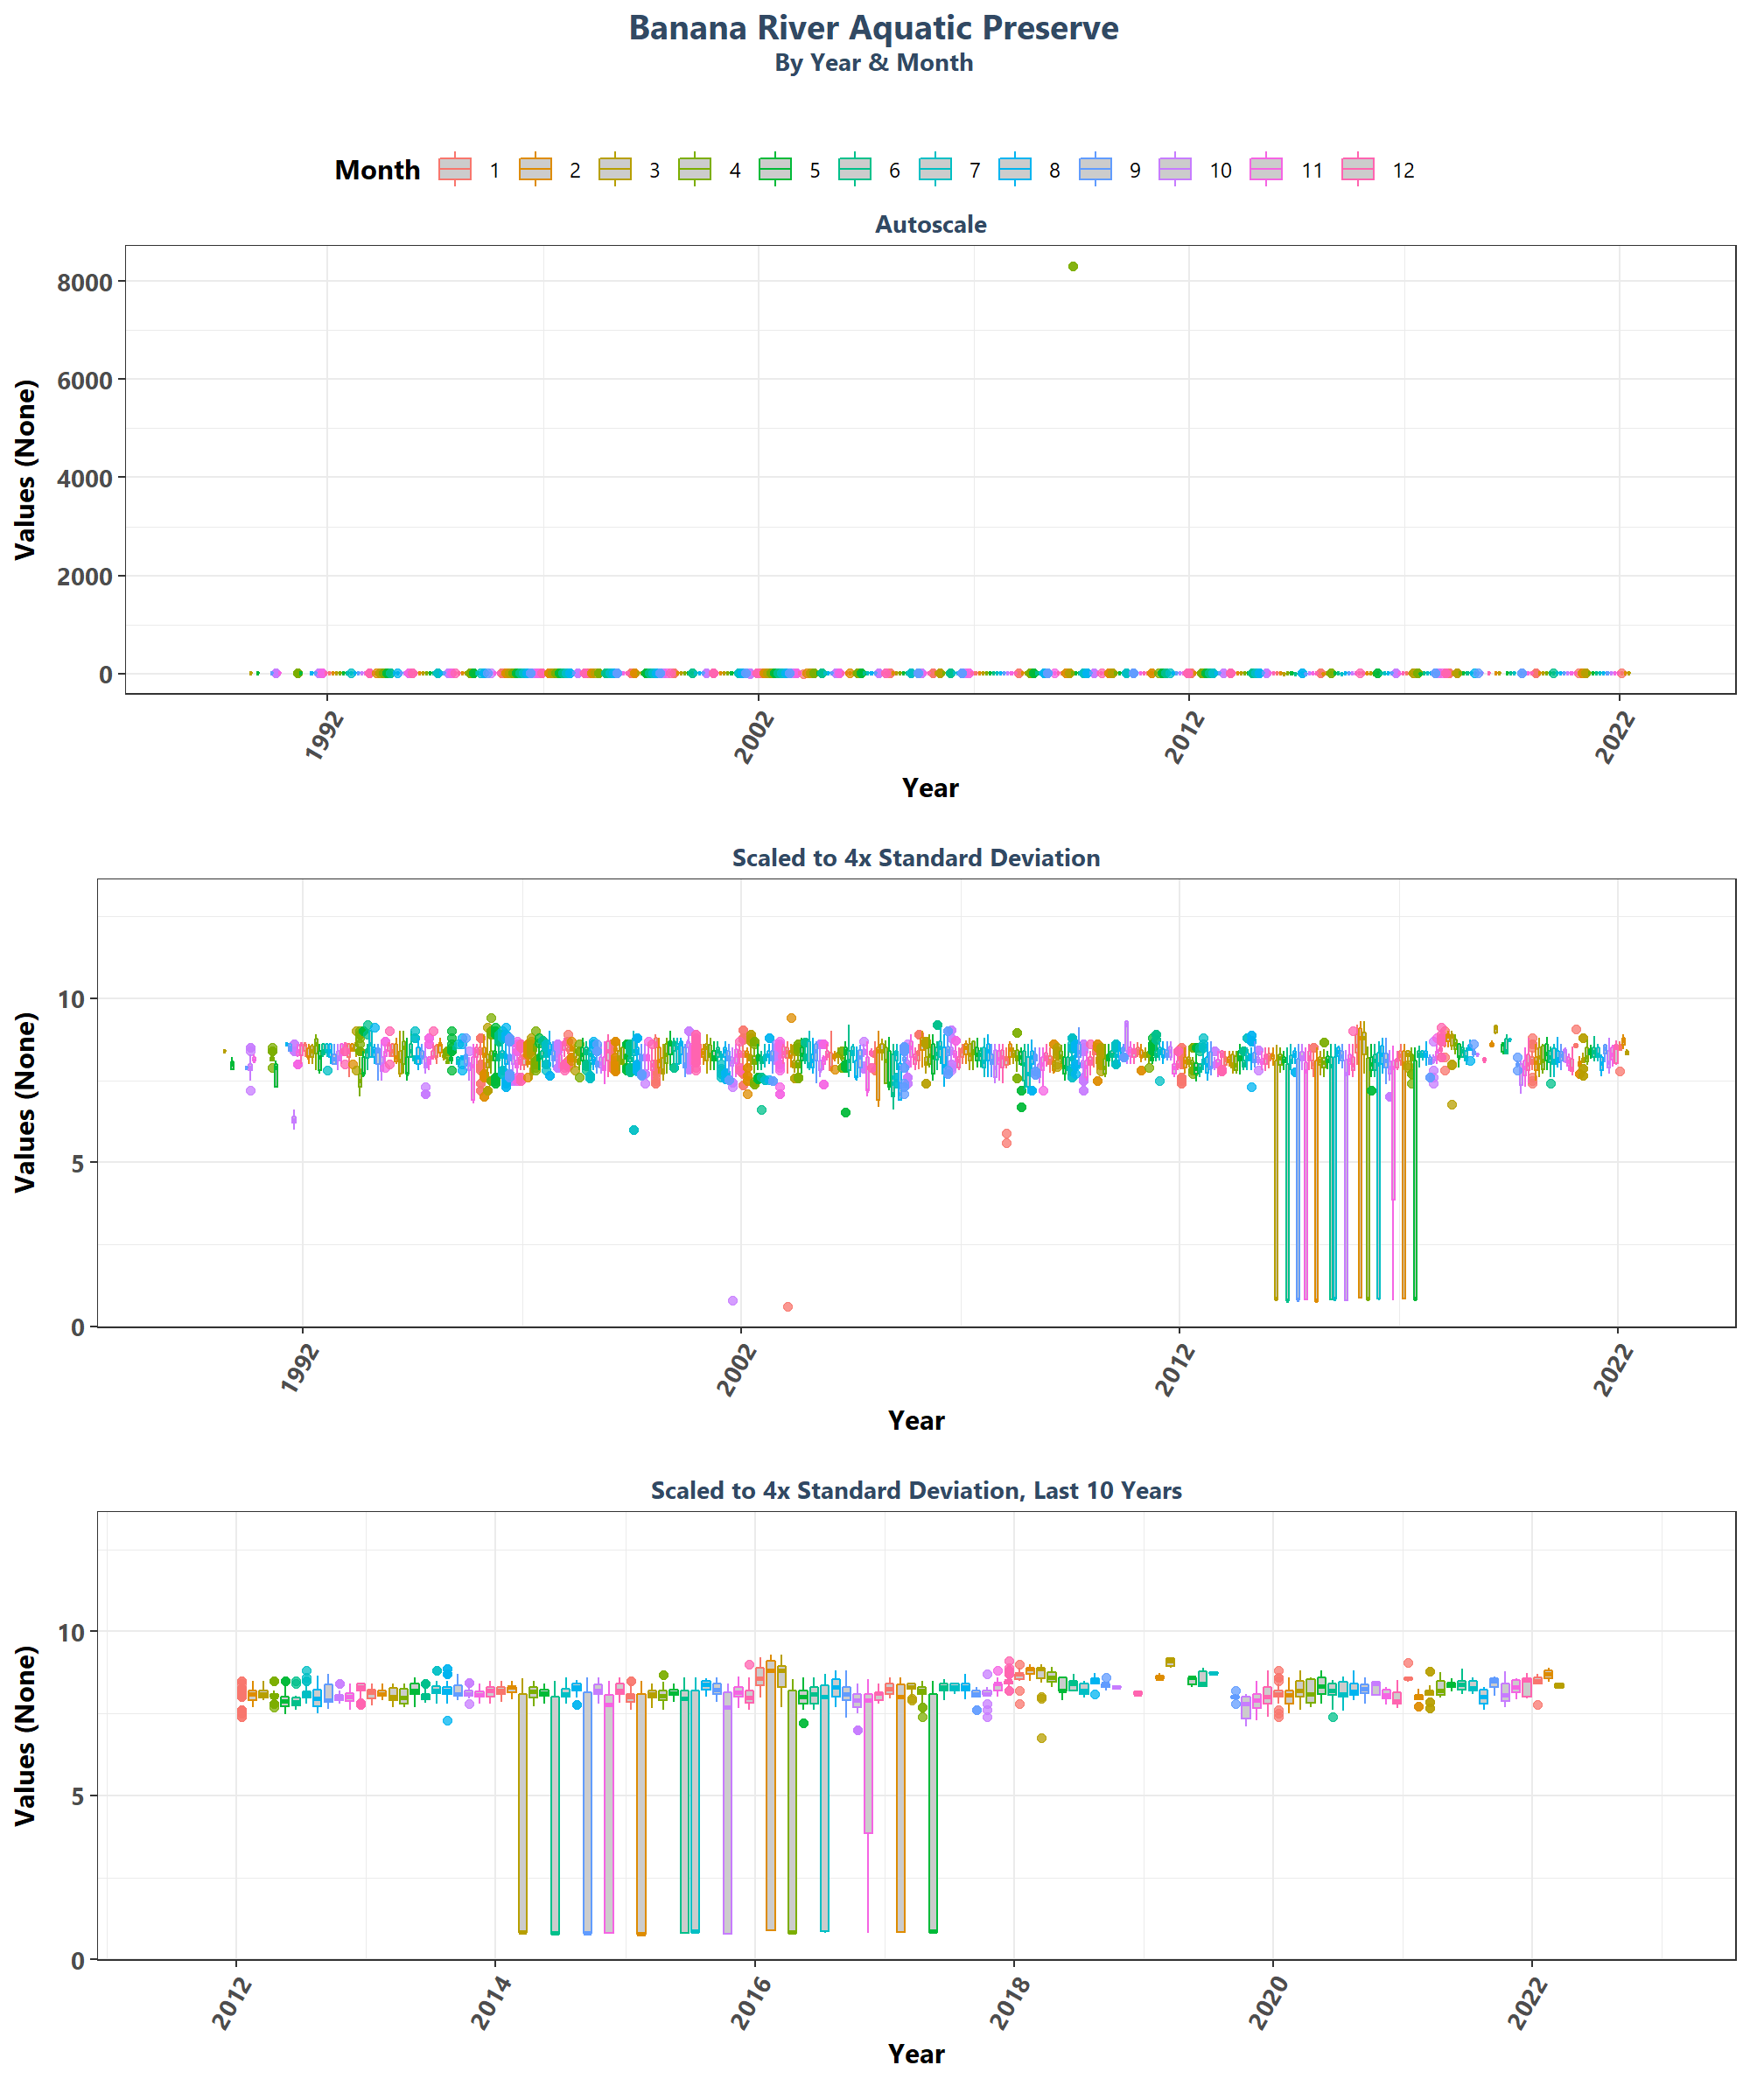 Banana River Aquatic Preserve
By Year & Month
Month 1 2 3 4 5 6 7 8 9 10 11 12
Autoscale
Values (None)
8000
6000
4000
2000
0
1992 2002 2012 2022
Year
Scaled to 4x Standard Deviation
Values (None)
10
5
0
1992 2002 2012 2022
Year
Scaled to 4x Standard Deviation, Last 10 Years
Values (None)
10
5
0
2012 2014 2016 2018 2020 2022
Year